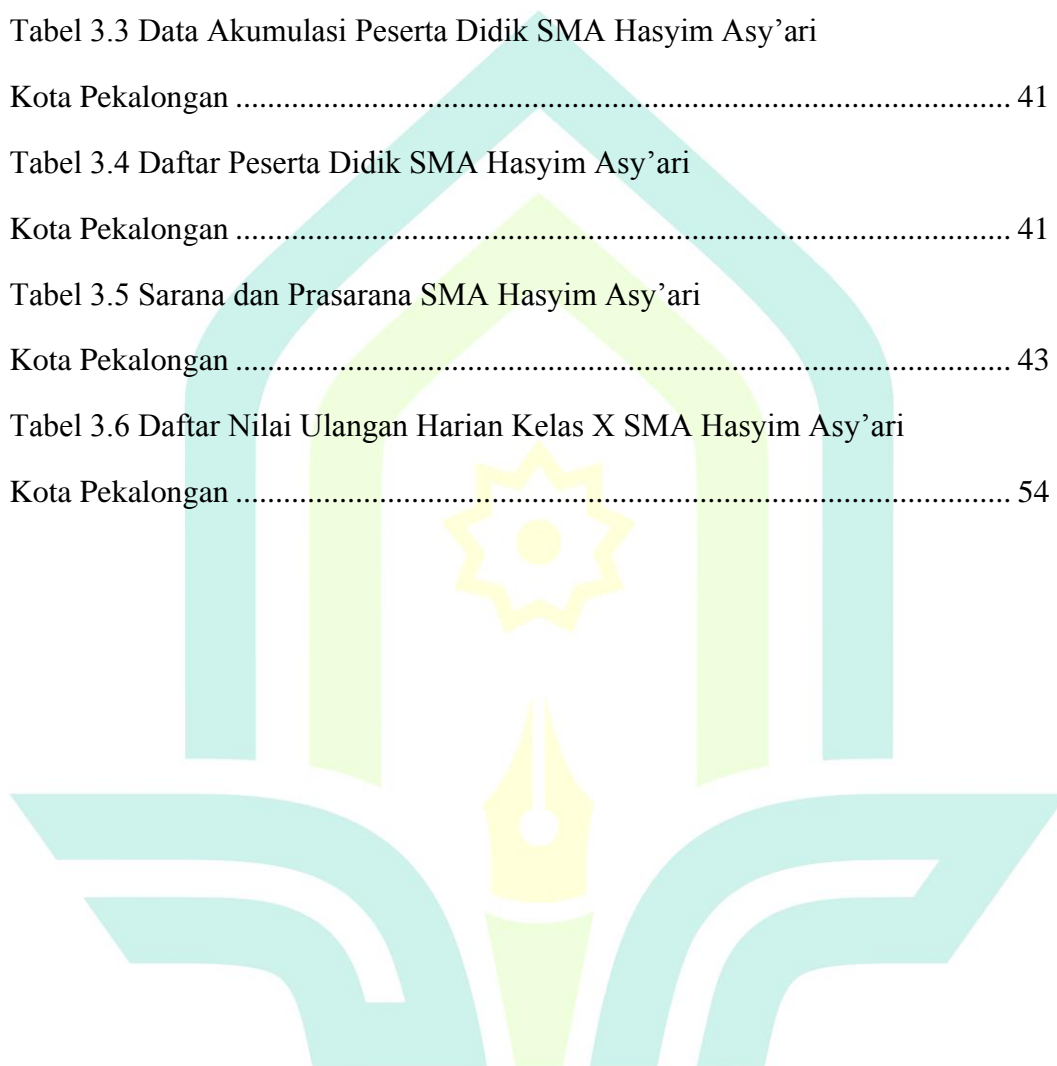 Tabel 3.3 Data Akumulasi Peserta Didik SMA Hasyim Asy’ari
Kota Pekalongan .................................................................................................. 41
Tabel 3.4 Daftar Peserta Didik SMA Hasyim Asy’ari
Kota Pekalongan .................................................................................................. 41
Tabel 3.5 Sarana dan Prasarana SMA Hasyim Asy’ari
Kota Pekalongan .................................................................................................. 43
Tabel 3.6 Daftar Nilai Ulangan Harian Kelas X SMA Hasyim Asy’ari
Kota Pekalongan .................................................................................................. 54